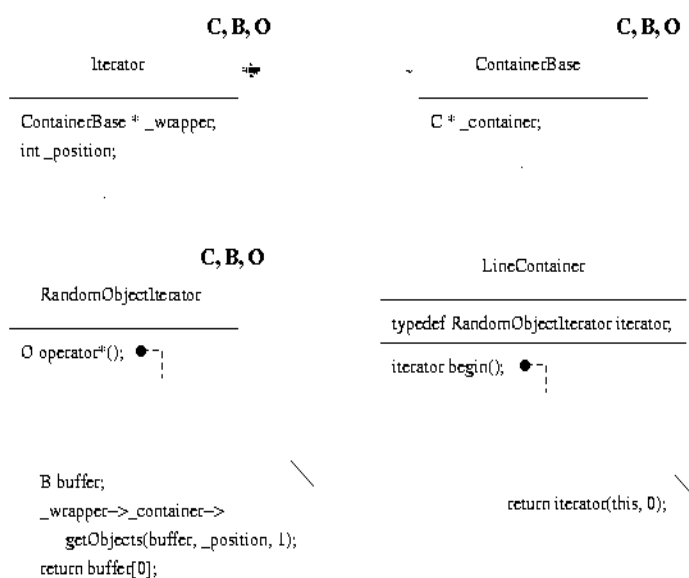 C, B, O
C, B, O
Iterator
ContainerBase
ContainerBase * _wrapper;
int _position;
C * _container;
C, B, O
RandomObjectIterator
LineContainer
typedef RandomObjectIterator iterator;
O operator*();
iterator begin();
B buffer;
_wrapper->_container->
getObjects(buffer, _position, 1);
return buffer[0];
return iterator(this, 0);